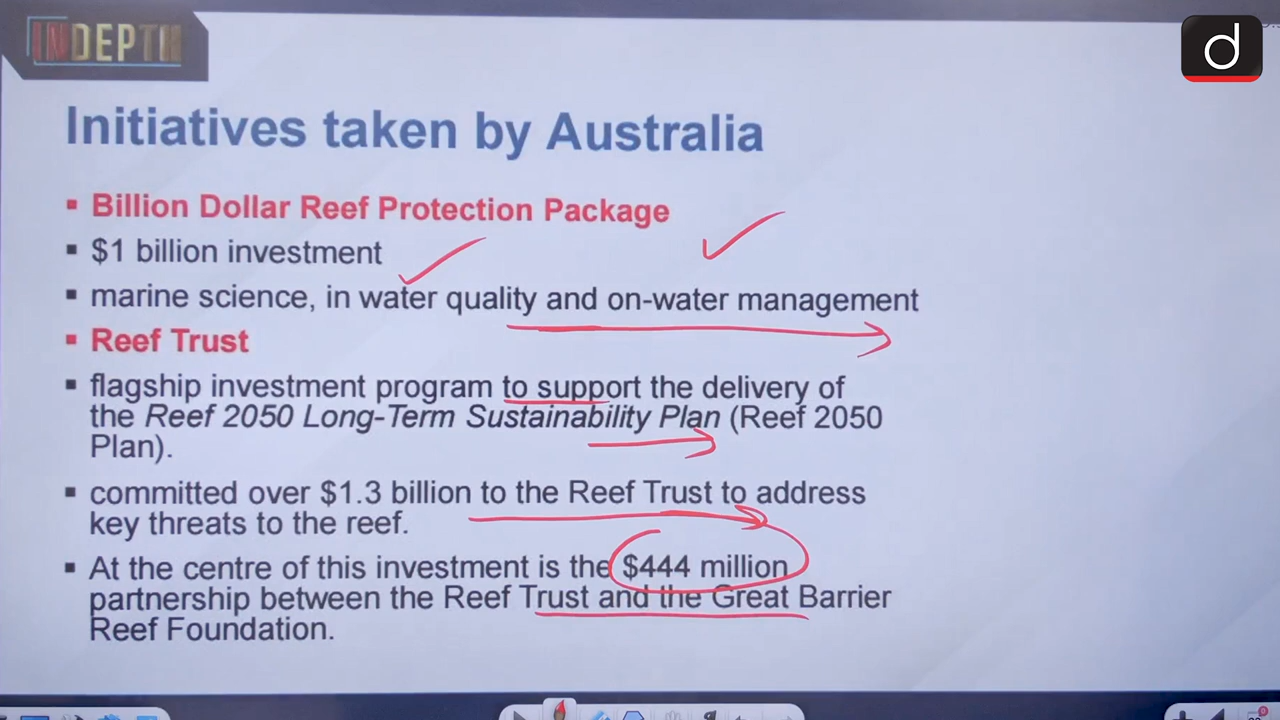 INDEPTH
d
Initiatives taken by Australia
▪ Billion Dollar Reef Protection Package
▪ $1 billion investment
▪ marine science, in water quality and on-water management
▪ Reef Trust
▪ flagship investment program to support the delivery of
the Reef 2050 Long-Term Sustainability Plan (Reef 2050
Plan).
▪ committed over $1.3 billion to the Reef Trust to address
key threats to the reef.
▪ At the centre of this investment is the $444 million
partnership between the Reef Trust and the Great Barrier
Reef Foundation.